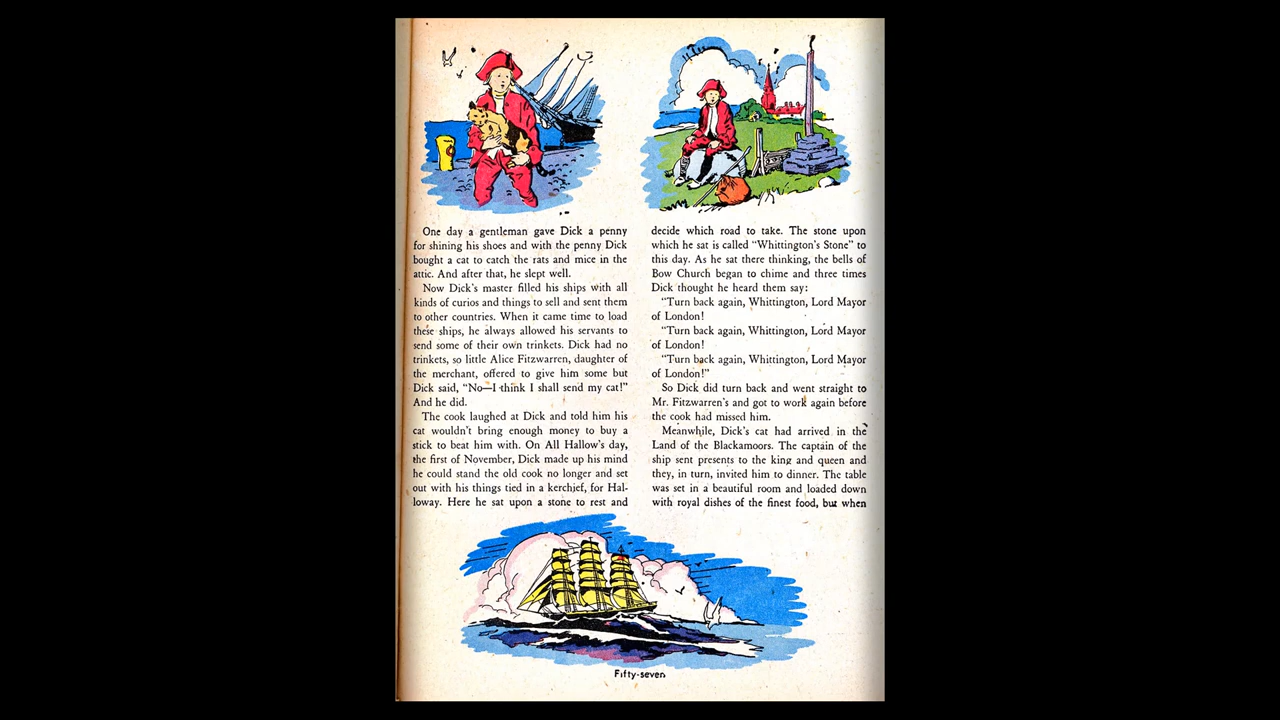 One day a gentleman gave Dick a penny
for shining his shoes and with the penny Dick
bought a cat to catch the rats and mice in the
attic. And after that, he slept well.
Now Dick's master filled his ships with all
kinds of curios and things to sell and sent them
to other countries. When it came time to load
these ships, he always allowed his servants to
send some of their own trinkets. Dick had no
trinkets, so little Alice Fitzwarren, daughter of
the merchant, offered to give him some but
Dick said, "No—I think I shall send my cat!"
And he did.
The cook laughed at Dick and told him his
cat wouldn't bring enough money to buy a
stick to beat him with. On All Hallow's day,
the first of November, Dick made up his mind
he could stand the old cook no longer and set
out with his things tied in a kerchief, for Hal-
loway. Here he sat upon a stone to rest and
decide which road to take. The stone upon
which he sat is called "Whittington's Stone" to
this day. As he sat there thinking, the bells of
Bow Church began to chime and three times
Dick thought he heard them say:
"Turn back again, Whittington, Lord Mayor
of London!
"Turn back again, Whittington, Lord Mayor
of London!
"Turn back again, Whittington, Lord Mayor
of London!"
So Dick did turn back and went straight to
Mr. Fitzwarren's and got to work again before
the cook had missed him.
Meanwhile, Dick's cat had arrived in the
Land of the Blackamoors. The captain of the
ship sent presents to the king and queen and
they, in turn, invited him to dinner. The table
was set in a beautiful room and loaded down
with royal dishes of the finest food, but when
Fifty-seven